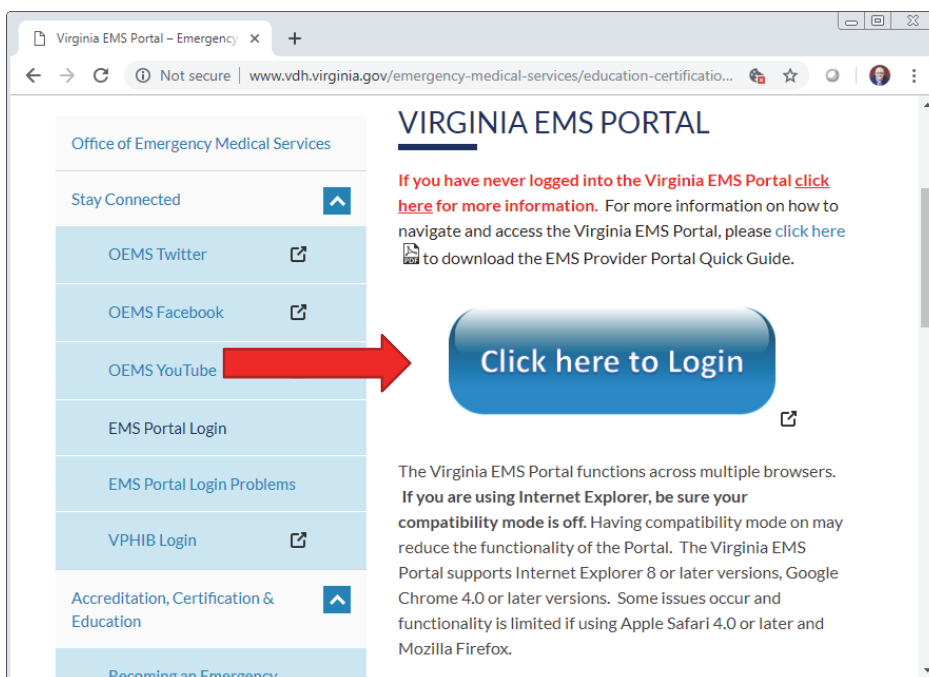 Virginia EMS Portal – Emergency
Not secure | www.vdh.virginia.gov/emergency-medical-services/education-certificatio...
Office of Emergency Medical Services
Stay Connected
OEMS Twitter
OEMS Facebook
OEMS YouTube
EMS Portal Login
EMS Portal Login Problems
VPHIB Login
Accreditation, Certification &
Education
Becoming an Emergency
VIRGINIA EMS PORTAL
If you have never logged into the Virginia EMS Portal click
here for more information. For more information on how to
navigate and access the Virginia EMS Portal, please click here
PDF to download the EMS Provider Portal Quick Guide.
Click here to Login
The Virginia EMS Portal functions across multiple browsers.
If you are using Internet Explorer, be sure your
compatibility mode is off. Having compatibility mode on may
reduce the functionality of the Portal. The Virginia EMS
Portal supports Internet Explorer 8 or later versions, Google
Chrome 4.0 or later versions. Some issues occur and
functionality is limited if using Apple Safari 4.0 or later and
Mozilla Firefox.